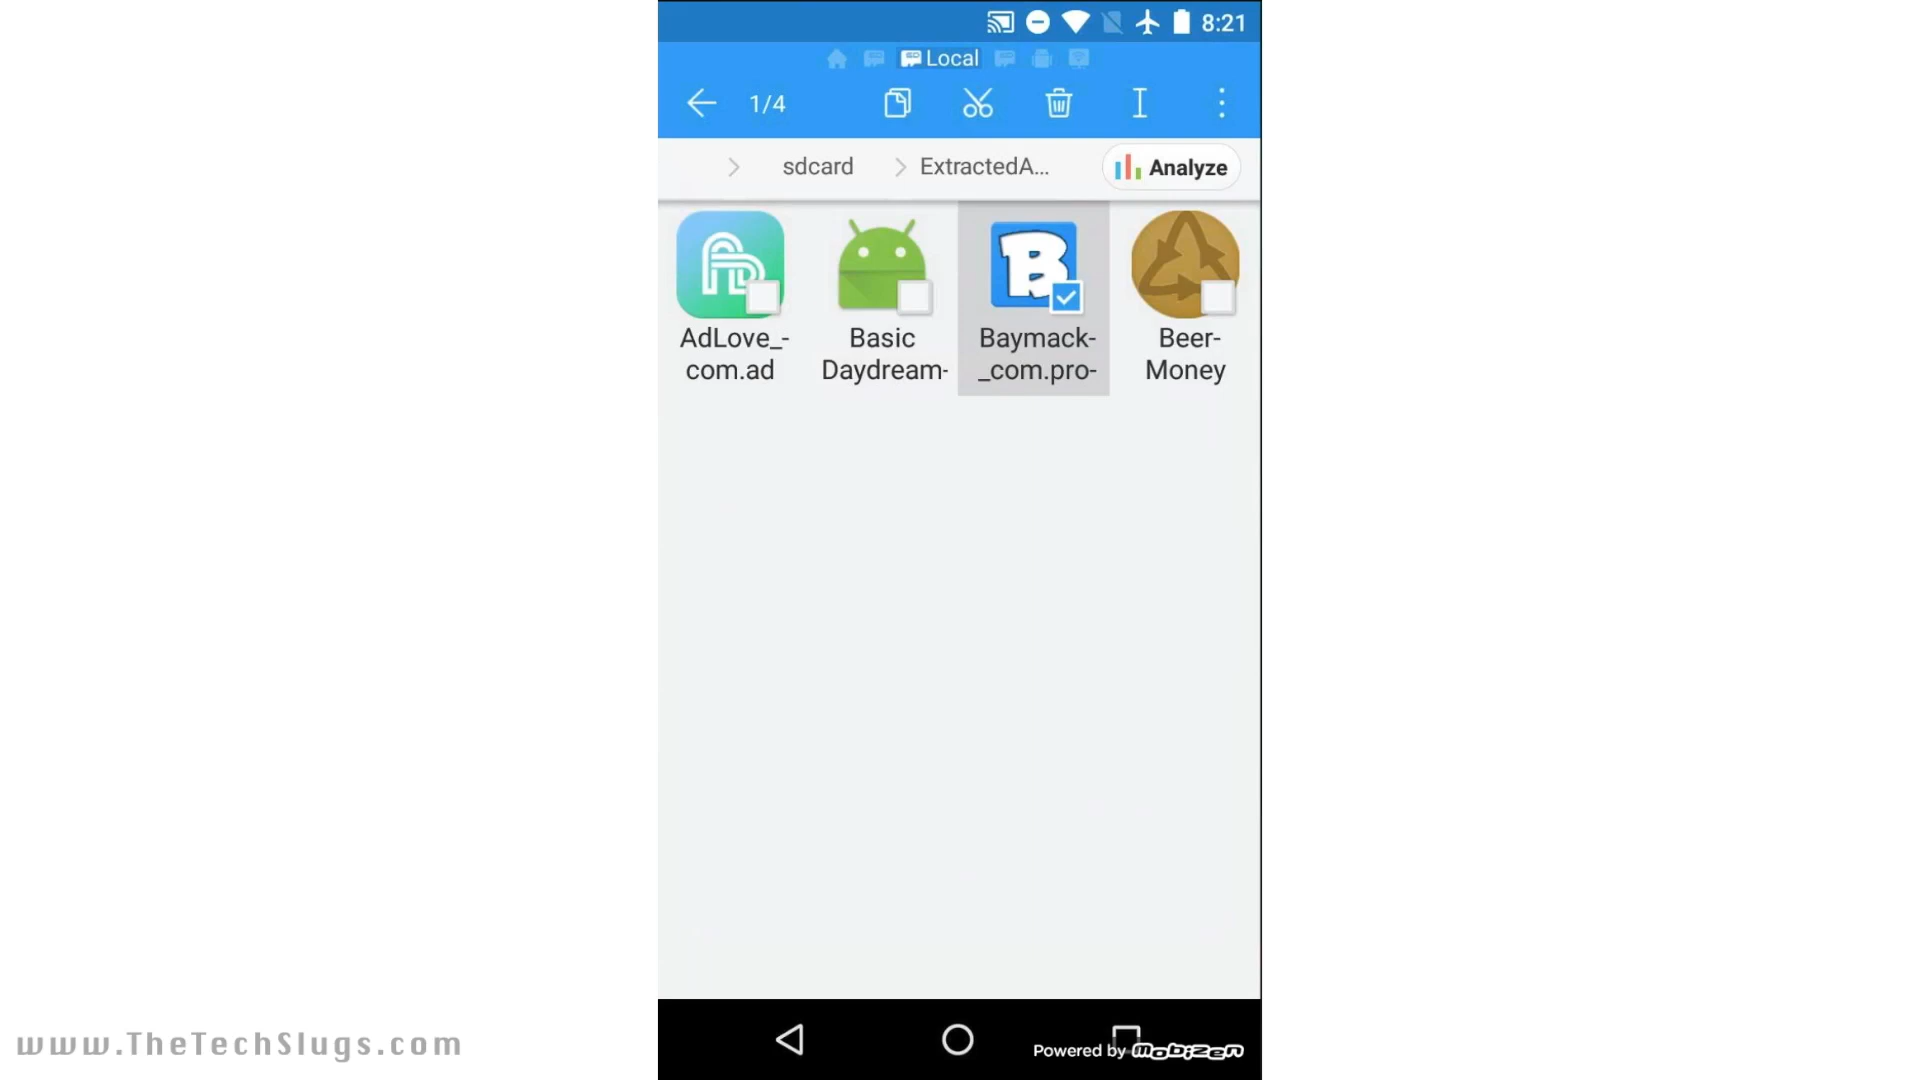 8:21
Local
1/4
sdcard
ExtractedA...
Analyze
AdLove_-
com.ad
Basic
Daydream-
B
Baymack-
_com.pro-
Beer-
Money
www.TheTechSlugs.com
Powered by mobizen